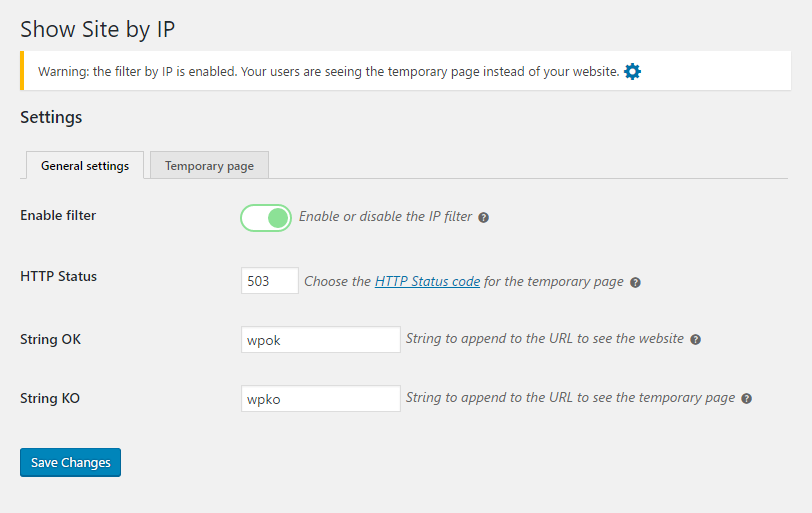 Show Site by IP
Warning: the filter by IP is enabled. Your users are seeing the temporary page instead of your website.
Settings
General settings Temporary page
Enable filter Enable or disable the IP filter ?
HTTP Status 503 Choose the HTTP Status code for the temporary page ?
String OK wpok String to append to the URL to see the website ?
String KO wpko String to append to the URL to see the temporary page ?
Save Changes